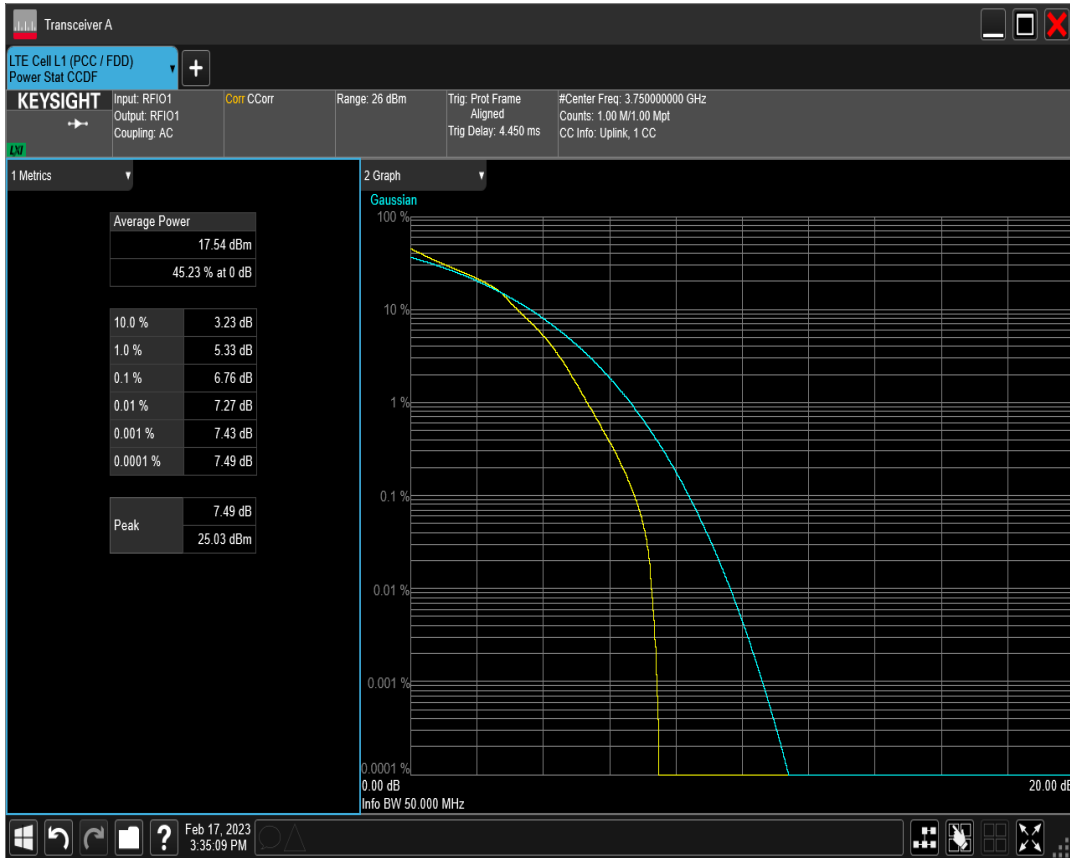 Transceiver A
LTE Cell L1 (PCC / FDD)
Power Stat CCDF
KEYSIGHT
LXI
Input: RFIO1
Output: RFIO1
Coupling: AC
Corr CCorr
Range: 26 dBm
Trig: Prot Frame
Aligned
Trig Delay: 4.450 ms
#Center Freq: 3.750000000 GHz
Counts: 1.00 M/1.00 Mpt
CC Info: Uplink, 1 CC
1 Metrics
Average Power
17.54 dBm
45.23 % at 0 dB
10.0 % 3.23 dB
1.0 % 5.33 dB
0.1 % 6.76 dB
0.01 % 7.27 dB
0.001 % 7.43 dB
0.0001 % 7.49 dB
Peak
7.49 dB
25.03 dBm
2 Graph
Gaussian
100 %
10 %
1 %
0.1 %
0.01 %
0.001 %
0.0001 %
0.00 dB 20.00 dB
Info BW 50.000 MHz
? Feb 17, 2023
3:35:09 PM